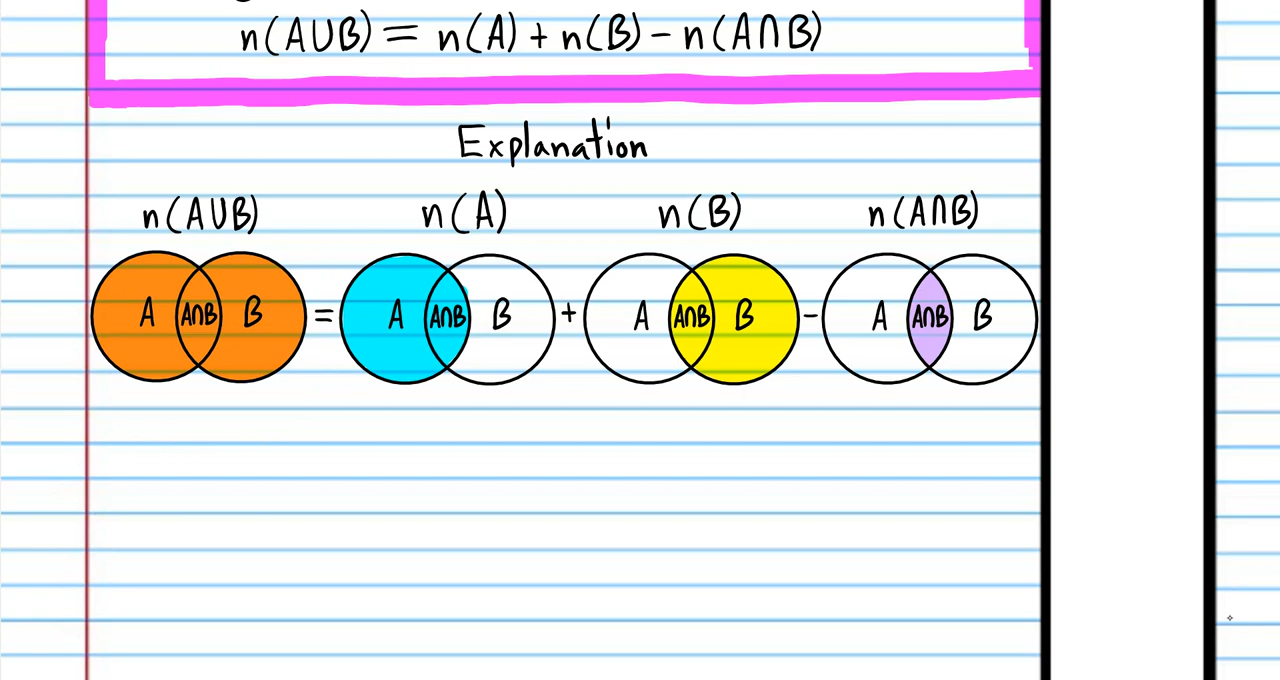 n(A∪B) = n(A) + n(B) - n(A∩B)
Explanation
n(A∪B) n(A) n(B) n(A∩B)
A A∩B B = A A∩B B + A A∩B B - A A∩B B